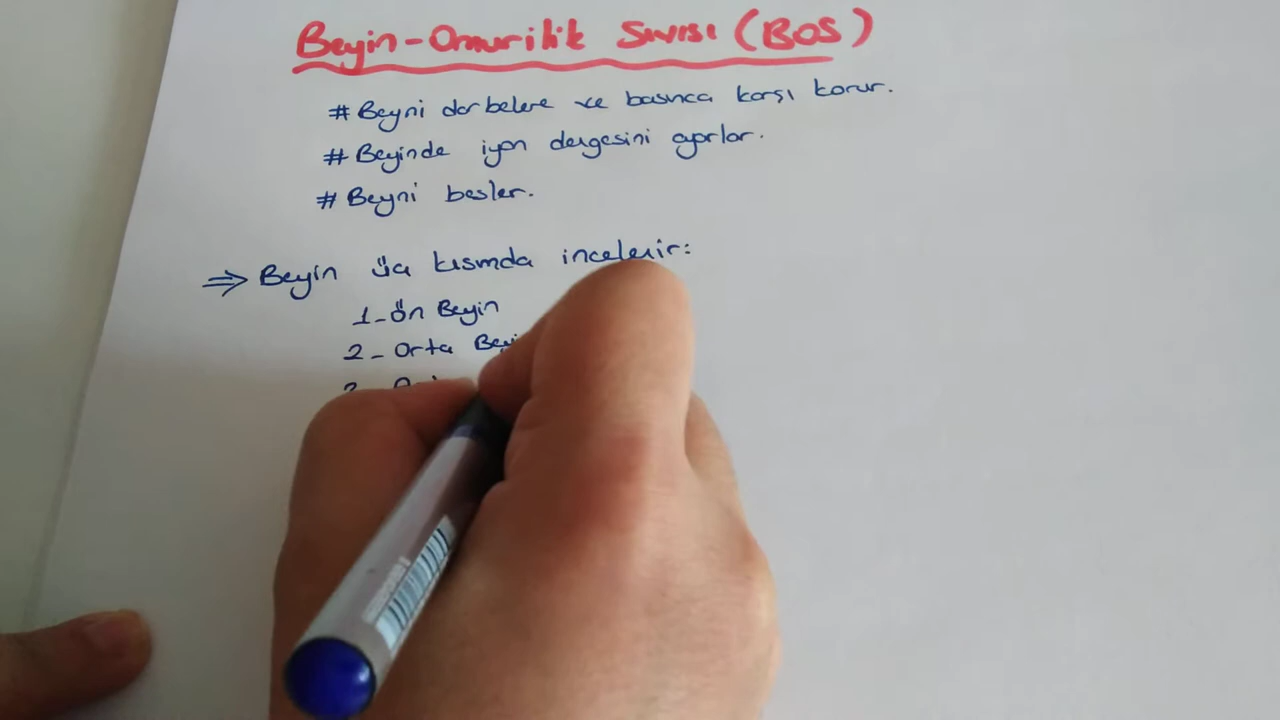 Beyin-Omurilik Sıvısı (BOS)
# Beyni darbelere ve basınca karşı korur.
# Beyinde iyon dengesini ayarlar.
# Beyni besler.
⇒ Beyin üç kısımda incelenir:
1- Ön Beyin
2- Orta Beyi